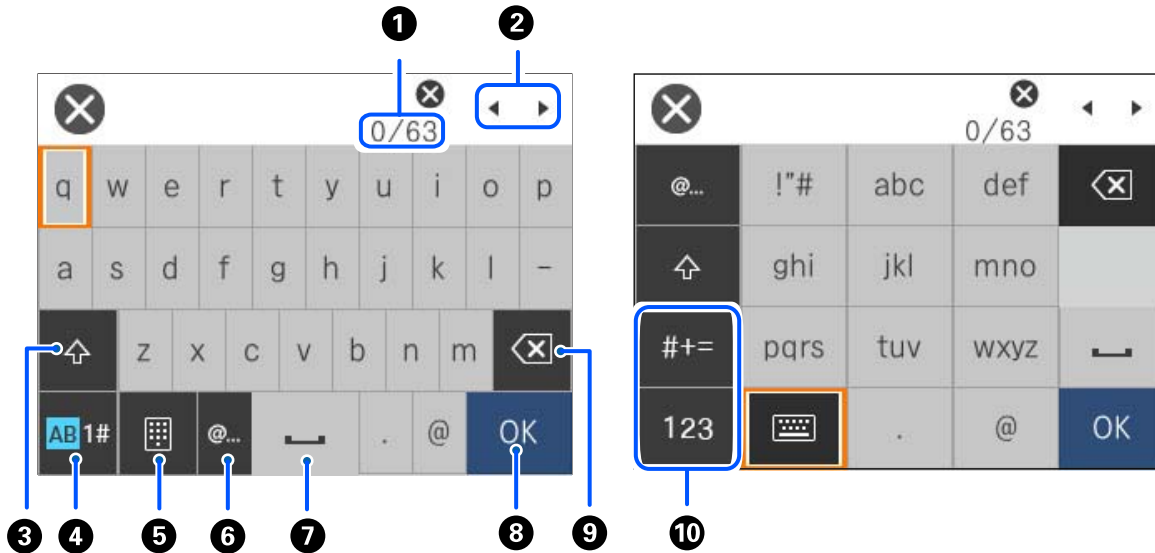 1 2
0/63 0/63
q w e r t y u i o p
@... !"# abc def
a s d f g h j k l -
ghi jkl mno
z x c v b n m
#+= pqrs tuv wxyz
AB 1# @... . @ OK
123 . @ OK
3 4 5 6 7 8 9 10